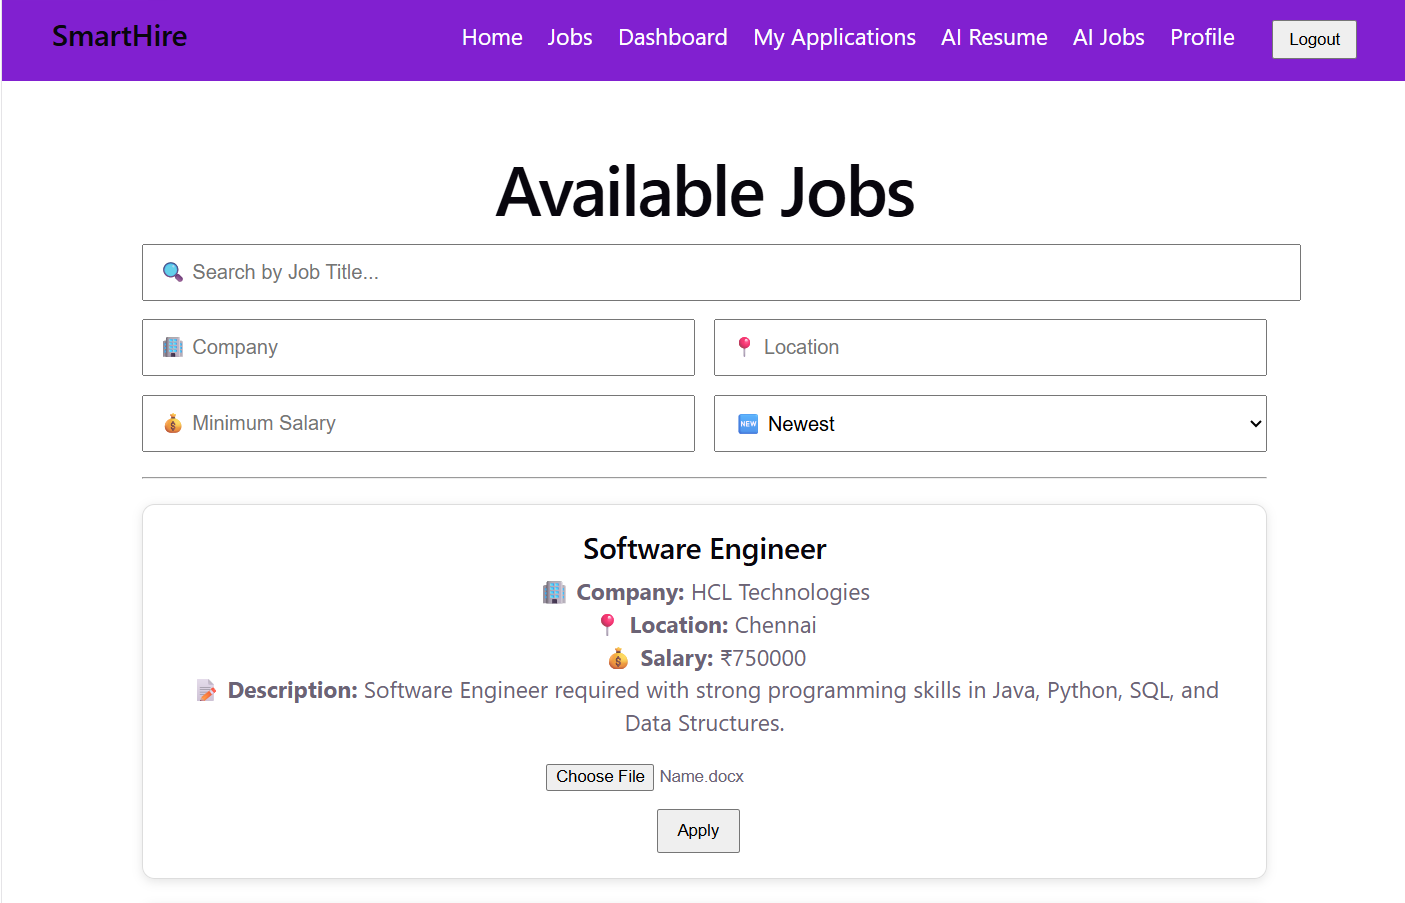 SmartHire
Home Jobs Dashboard My Applications AI Resume AI Jobs Profile Logout
Available Jobs
Search by Job Title...
Company
Location
Minimum Salary
NEW Newest
Software Engineer
Company: HCL Technologies
Location: Chennai
Salary: ₹750000
Description: Software Engineer required with strong programming skills in Java, Python, SQL, and
Data Structures.
Choose File Name.docx
Apply